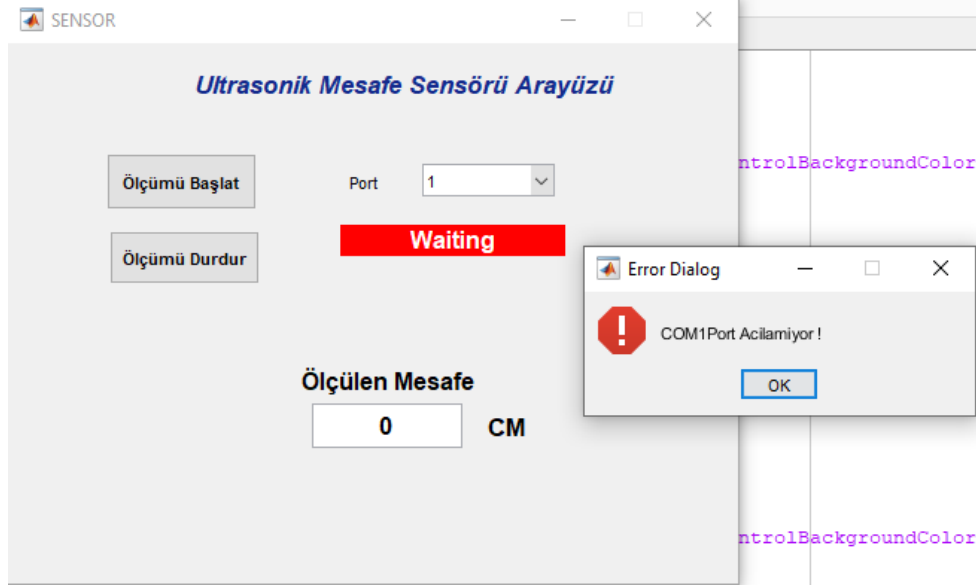 SENSOR
Ultrasonik Mesafe Sensörü Arayüzü
ntrolBackgroundColor
Ölçümü Başlat
Port
1
Waiting
Ölçümü Durdur
Error Dialog
COM1Port Acilamiyor !
OK
Ölçülen Mesafe
0
CM
ntrolBackgroundColor